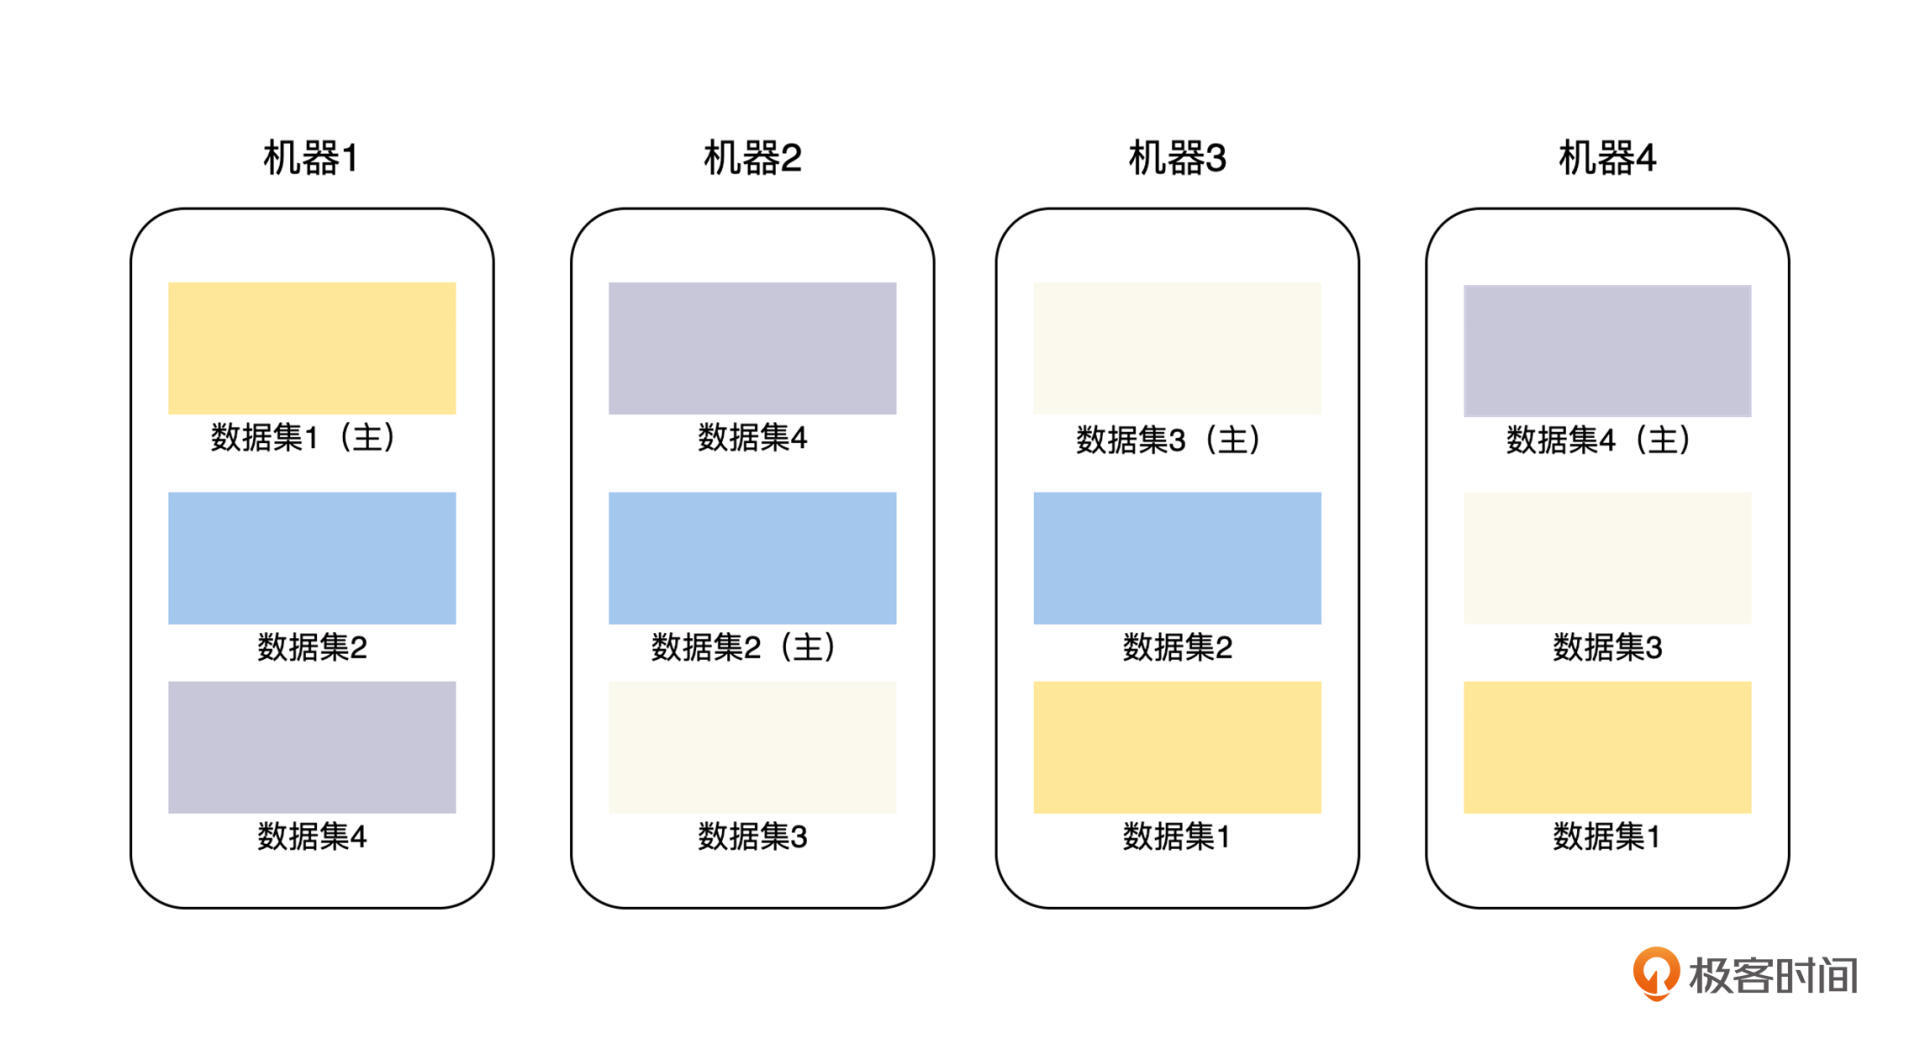 机器1
数据集1（主）
数据集2
数据集4
机器2
数据集4
数据集2（主）
数据集3
机器3
数据集3（主）
数据集2
数据集1
机器4
数据集4（主）
数据集3
数据集1
极客时间